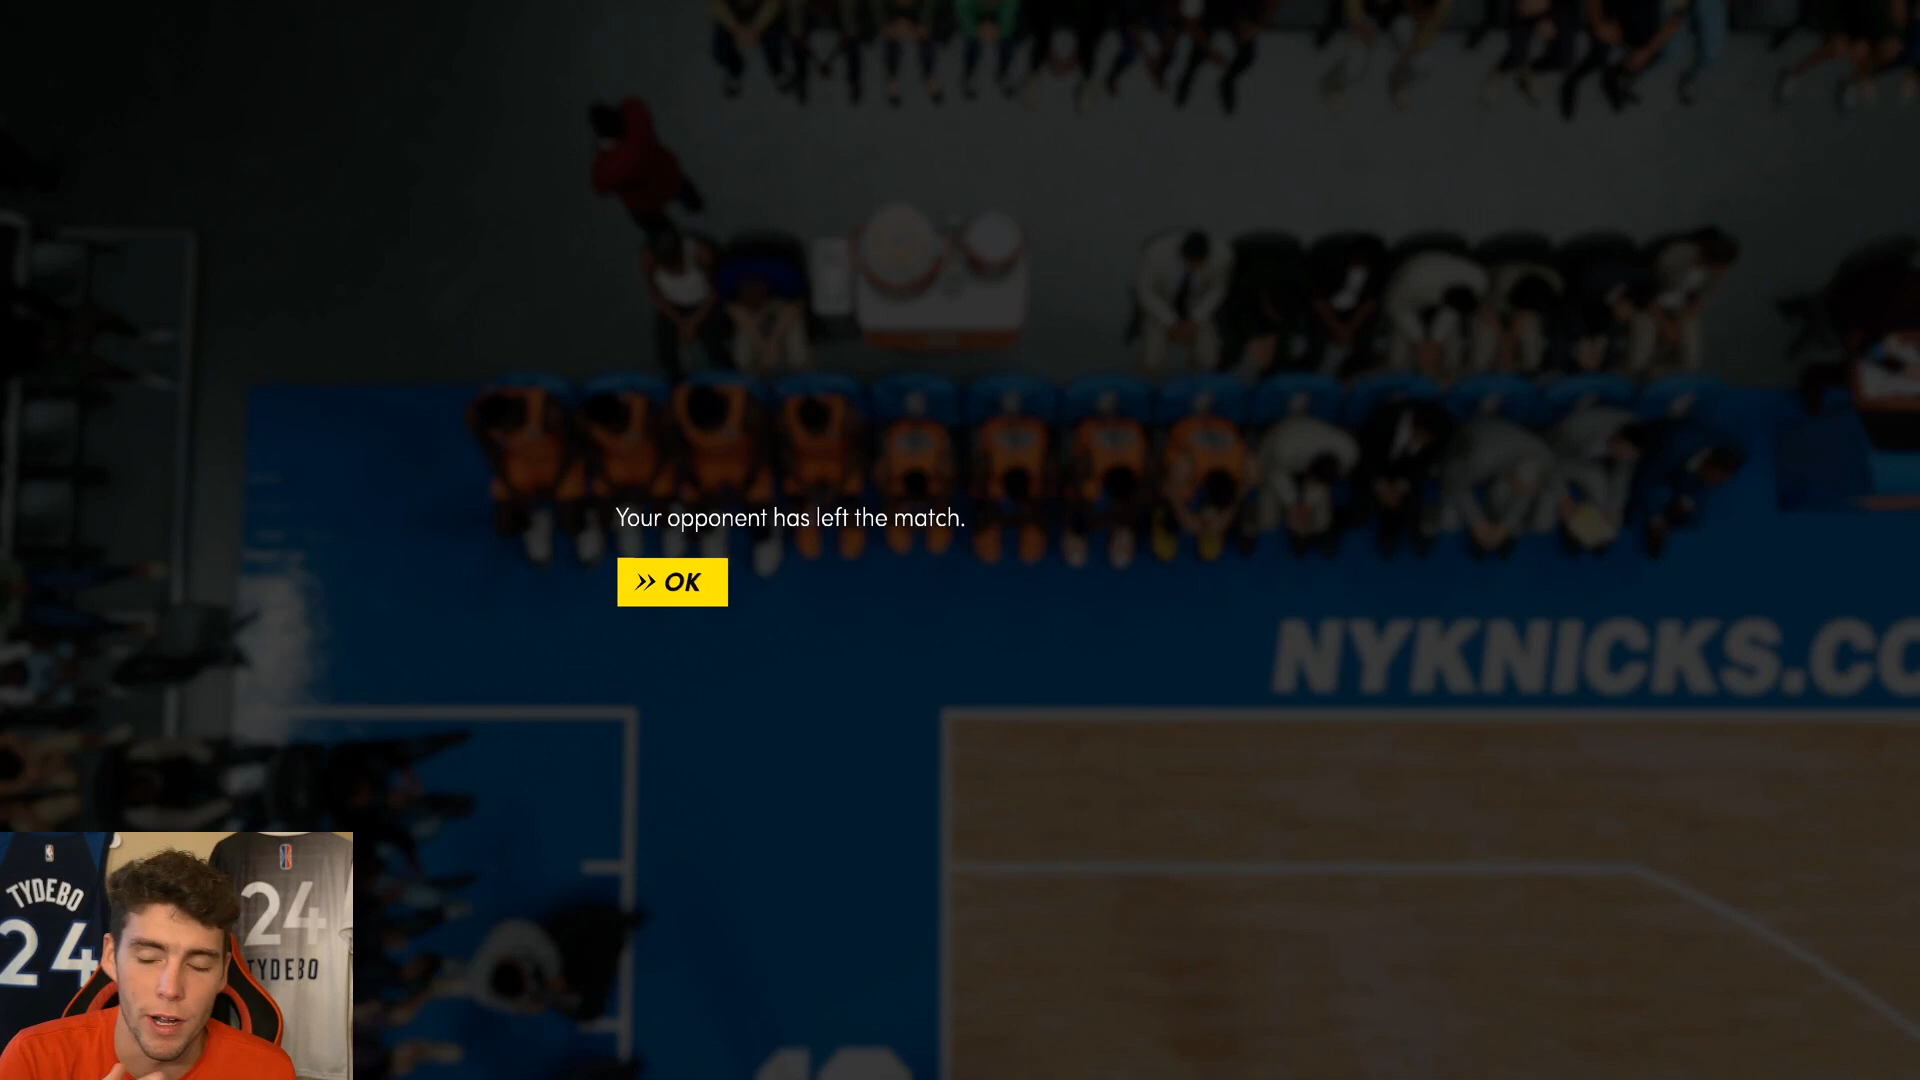 Your opponent has left the match.
OK
NYKNICKS.CO
TYDEBO
24
24
TYDEBO